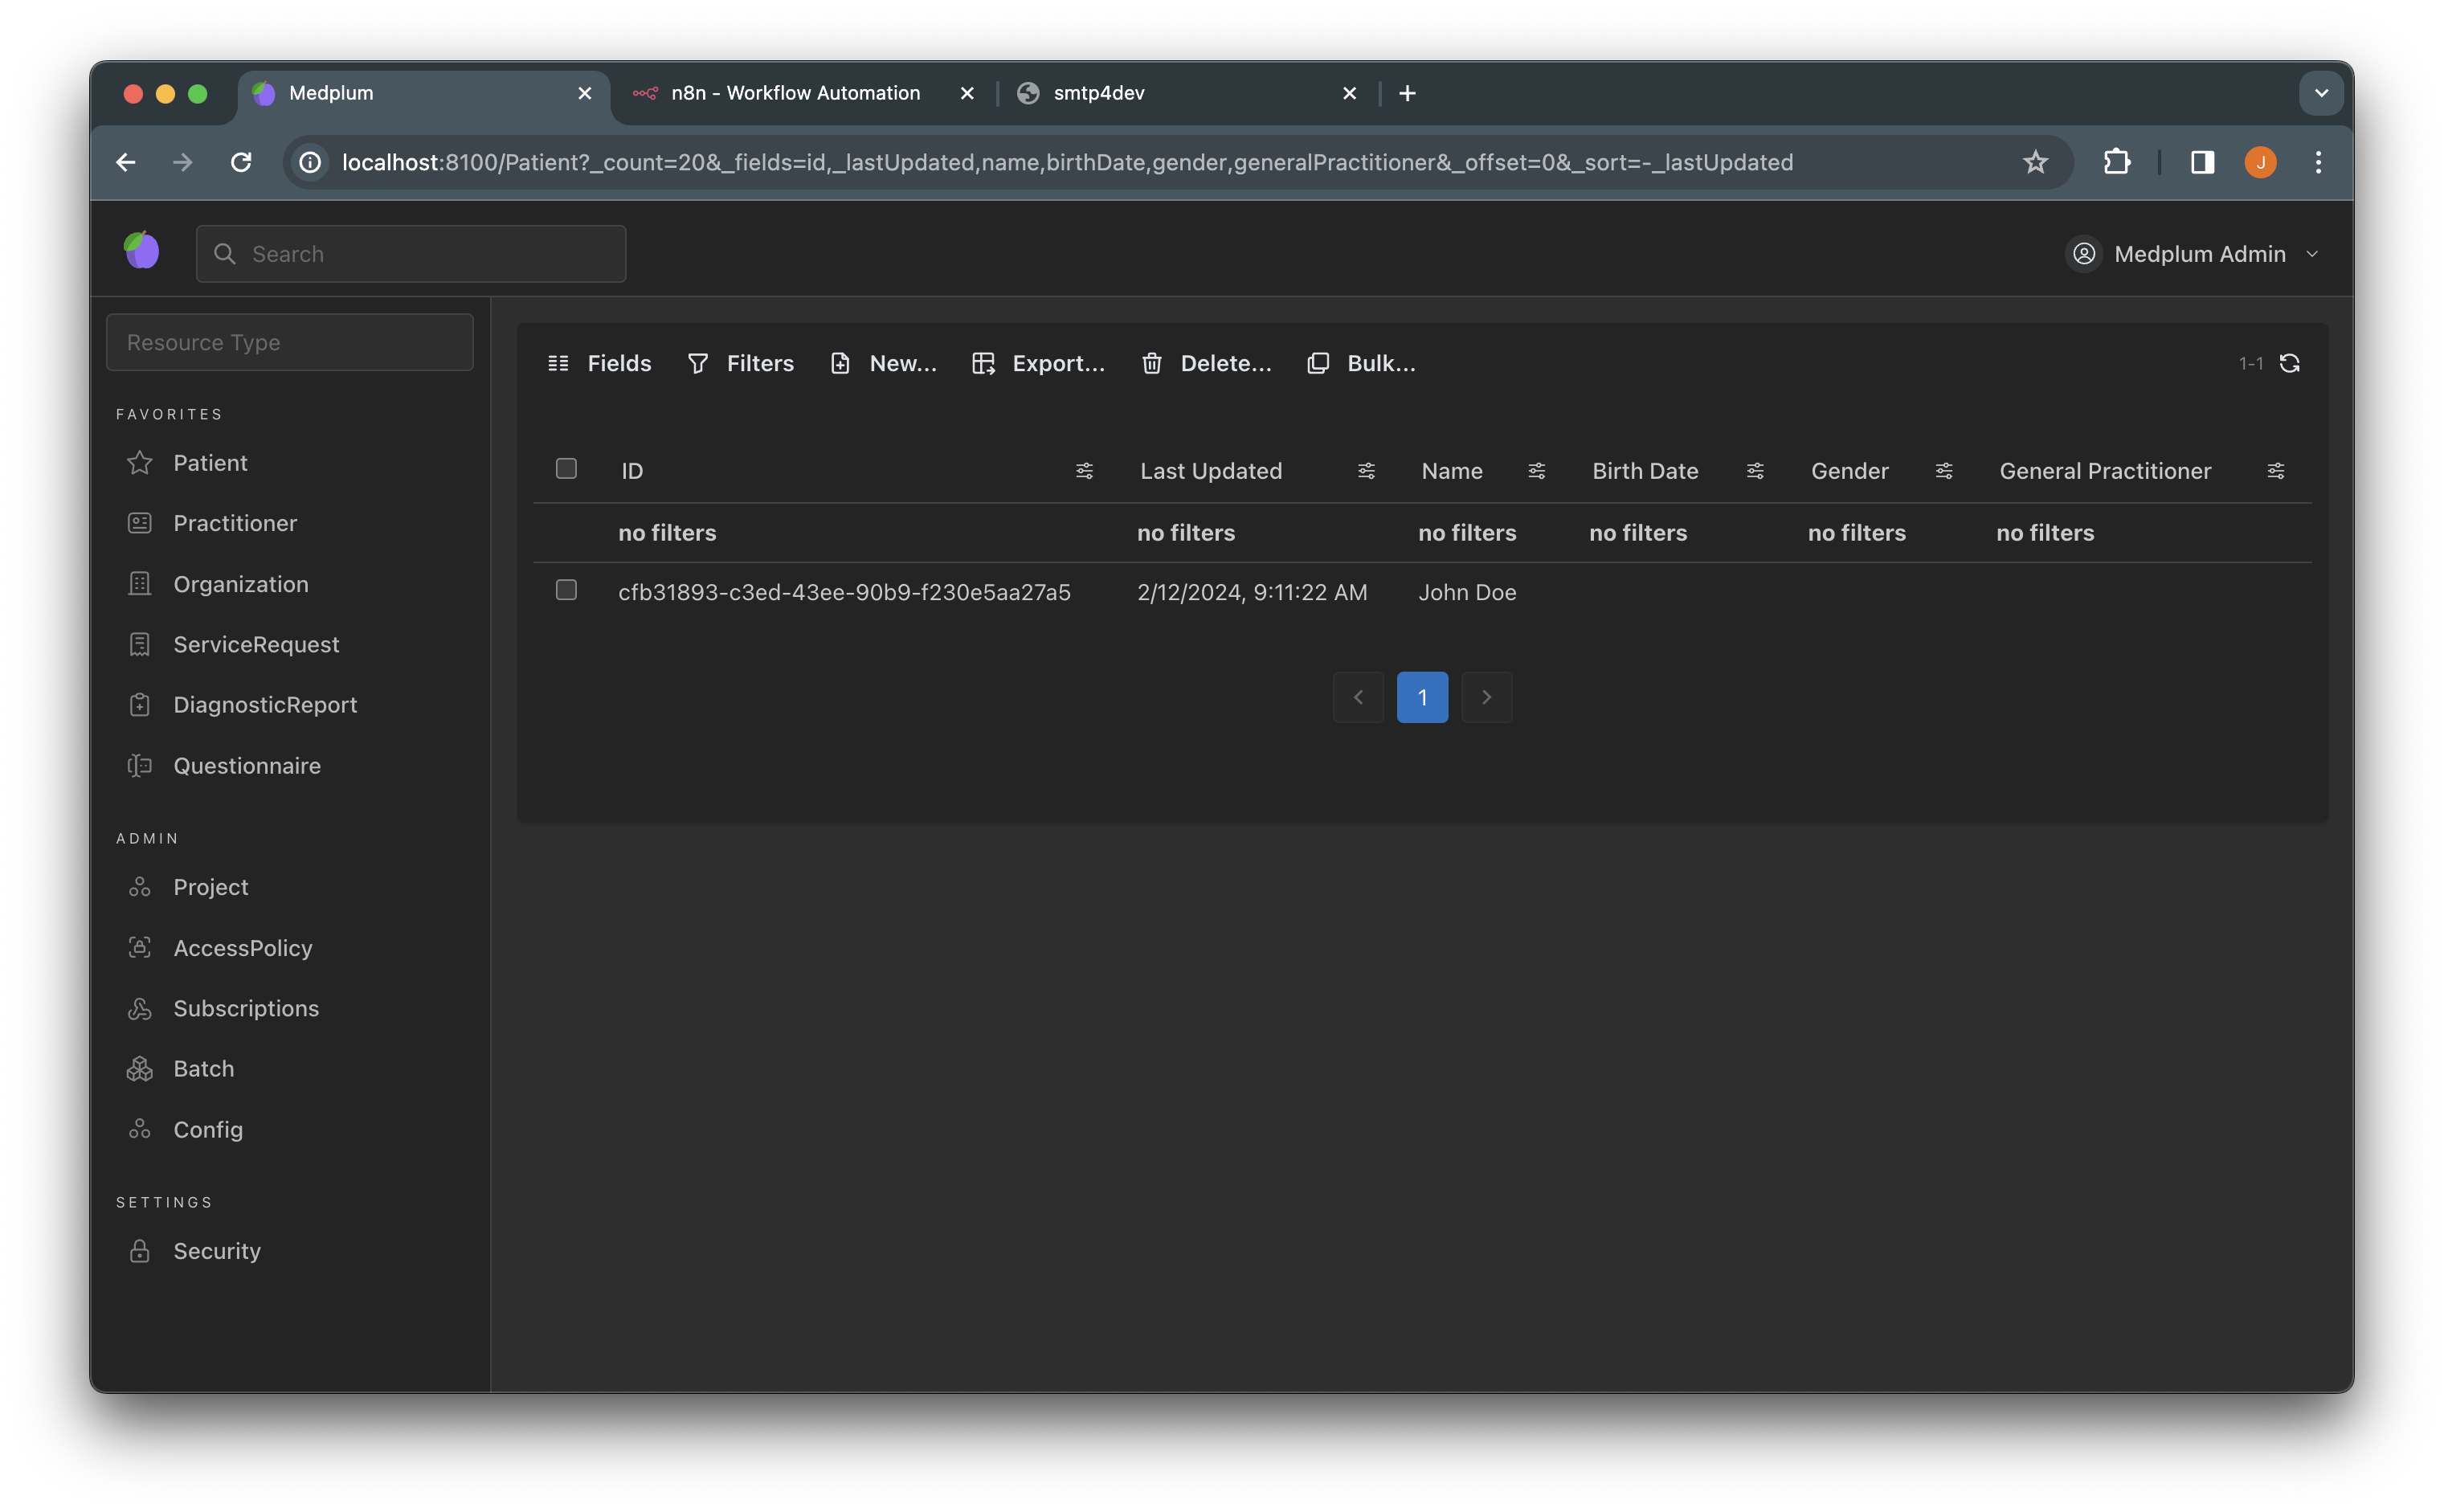 Medplum
n8n - Workflow Automation
smtp4dev
localhost:8100/Patient?_count=20&_fields=id,_lastUpdated,name,birthDate,gender,generalPractitioner&_offset=0&_sort=-_lastUpdated
J
Search
Medplum Admin
Resource Type
FAVORITES
Patient
Practitioner
Organization
ServiceRequest
DiagnosticReport
Questionnaire
ADMIN
Project
AccessPolicy
Subscriptions
Batch
Config
SETTINGS
Security
Fields Filters New... Export... Delete... Bulk... 1-1
ID Last Updated Name Birth Date Gender General Practitioner
no filters no filters no filters no filters no filters no filters
cfb31893-c3ed-43ee-90b9-f230e5aa27a5 2/12/2024, 9:11:22 AM John Doe
1